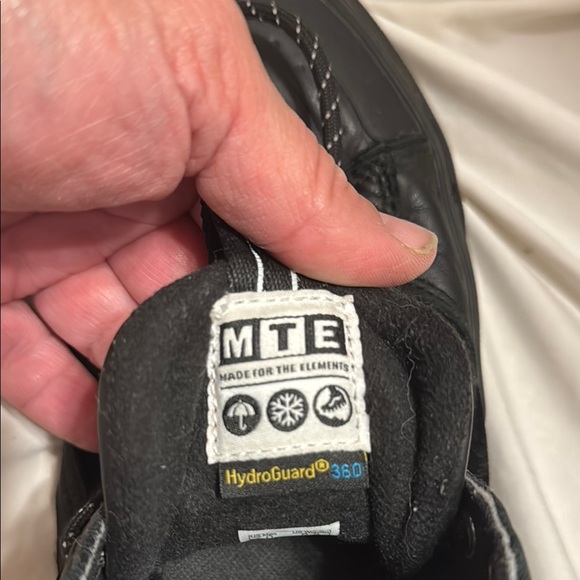 MTE
MADE FOR THE ELEMENTS
HydroGuard® 360